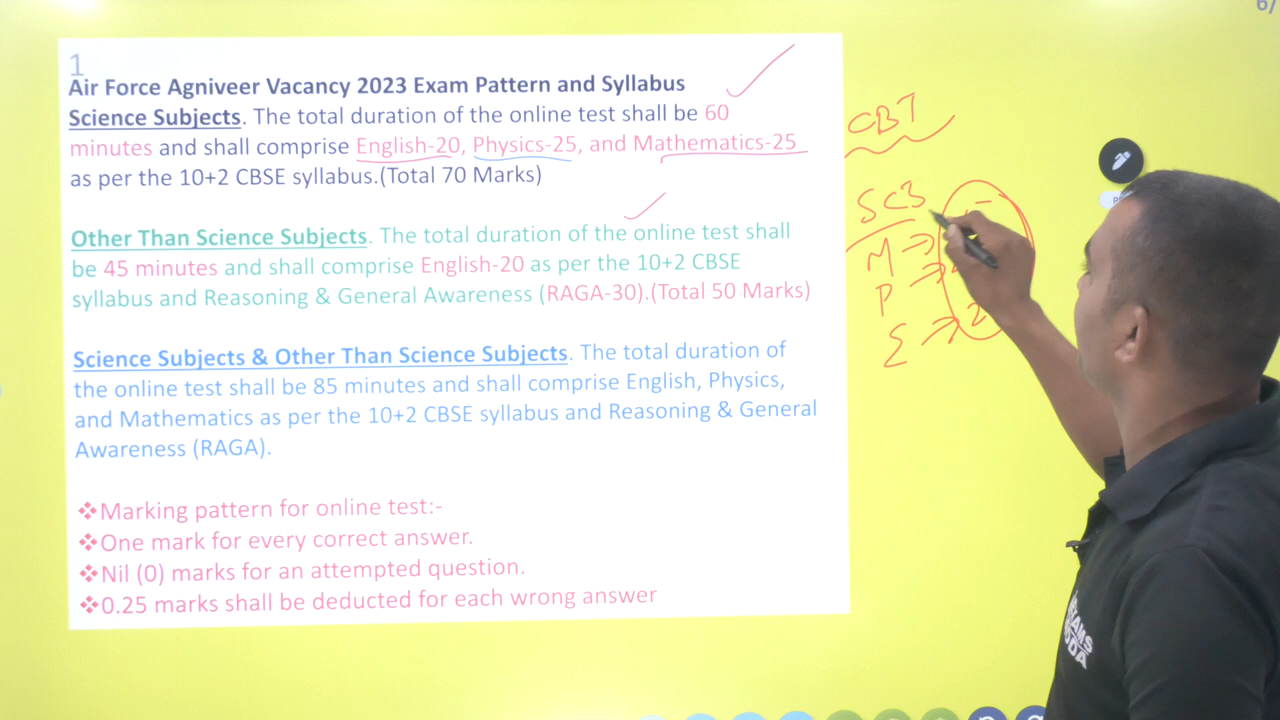 6/
1
Air Force Agniveer Vacancy 2023 Exam Pattern and Syllabus
Science Subjects. The total duration of the online test shall be 60
minutes and shall comprise English-20, Physics-25, and Mathematics-25
as per the 10+2 CBSE syllabus.(Total 70 Marks)
Other Than Science Subjects. The total duration of the online test shall
be 45 minutes and shall comprise English-20 as per the 10+2 CBSE
syllabus and Reasoning & General Awareness (RAGA-30).(Total 50 Marks)
Science Subjects & Other Than Science Subjects. The total duration of
the online test shall be 85 minutes and shall comprise English, Physics,
and Mathematics as per the 10+2 CBSE syllabus and Reasoning & General
Awareness (RAGA).
❖Marking pattern for online test:-
❖One mark for every correct answer.
❖Nil (0) marks for an attempted question.
❖0.25 marks shall be deducted for each wrong answer
CBT
M →
P →
E → 2